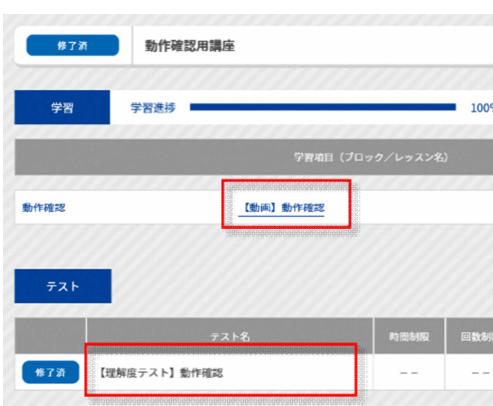 修了済 動作確認用講座
学習 学習進捗 100%
学習項目（ブロック／レッスン名）
動作確認 【動画】動作確認
テスト
テスト名 時間制限 回数制限
修了済 【理解度テスト】動作確認 -- --